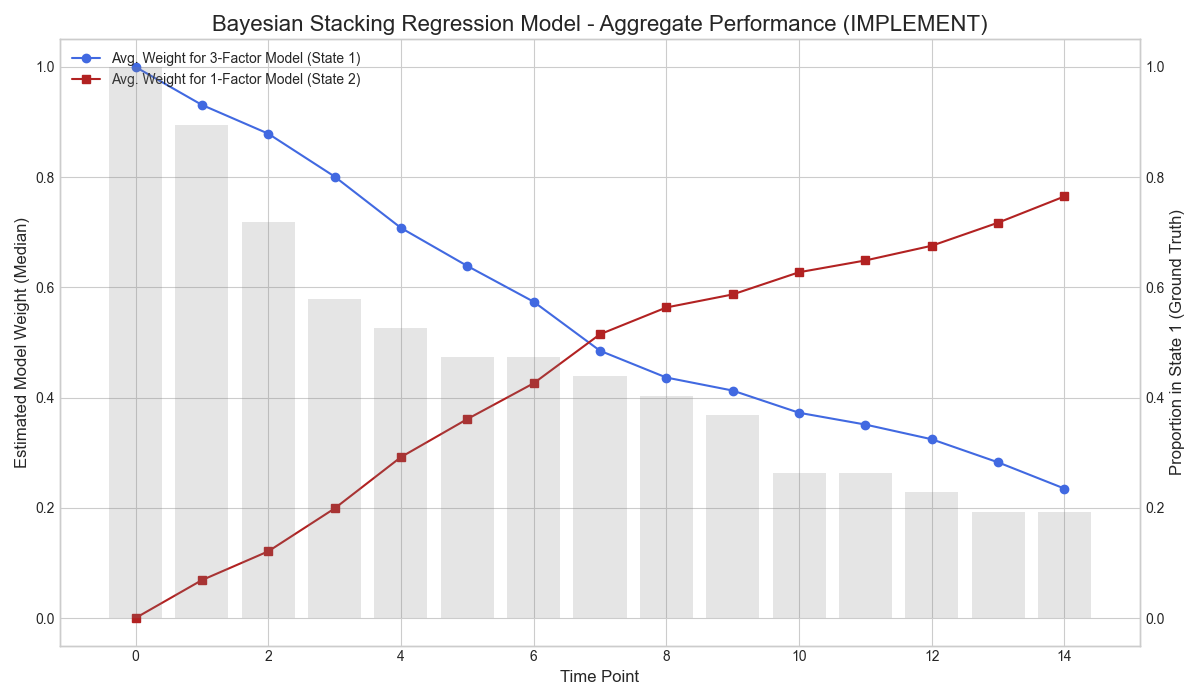 Bayesian Stacking Regression Model - Aggregate Performance (IMPLEMENT)
Avg. Weight for 3-Factor Model (State 1)
Avg. Weight for 1-Factor Model (State 2)
Estimated Model Weight (Median)
1.0
0.8
0.6
0.4
0.2
0.0
1.0
0.8
0.6
0.4
0.2
0.0
Proportion in State 1 (Ground Truth)
0 2 4 6 8 10 12 14
Time Point